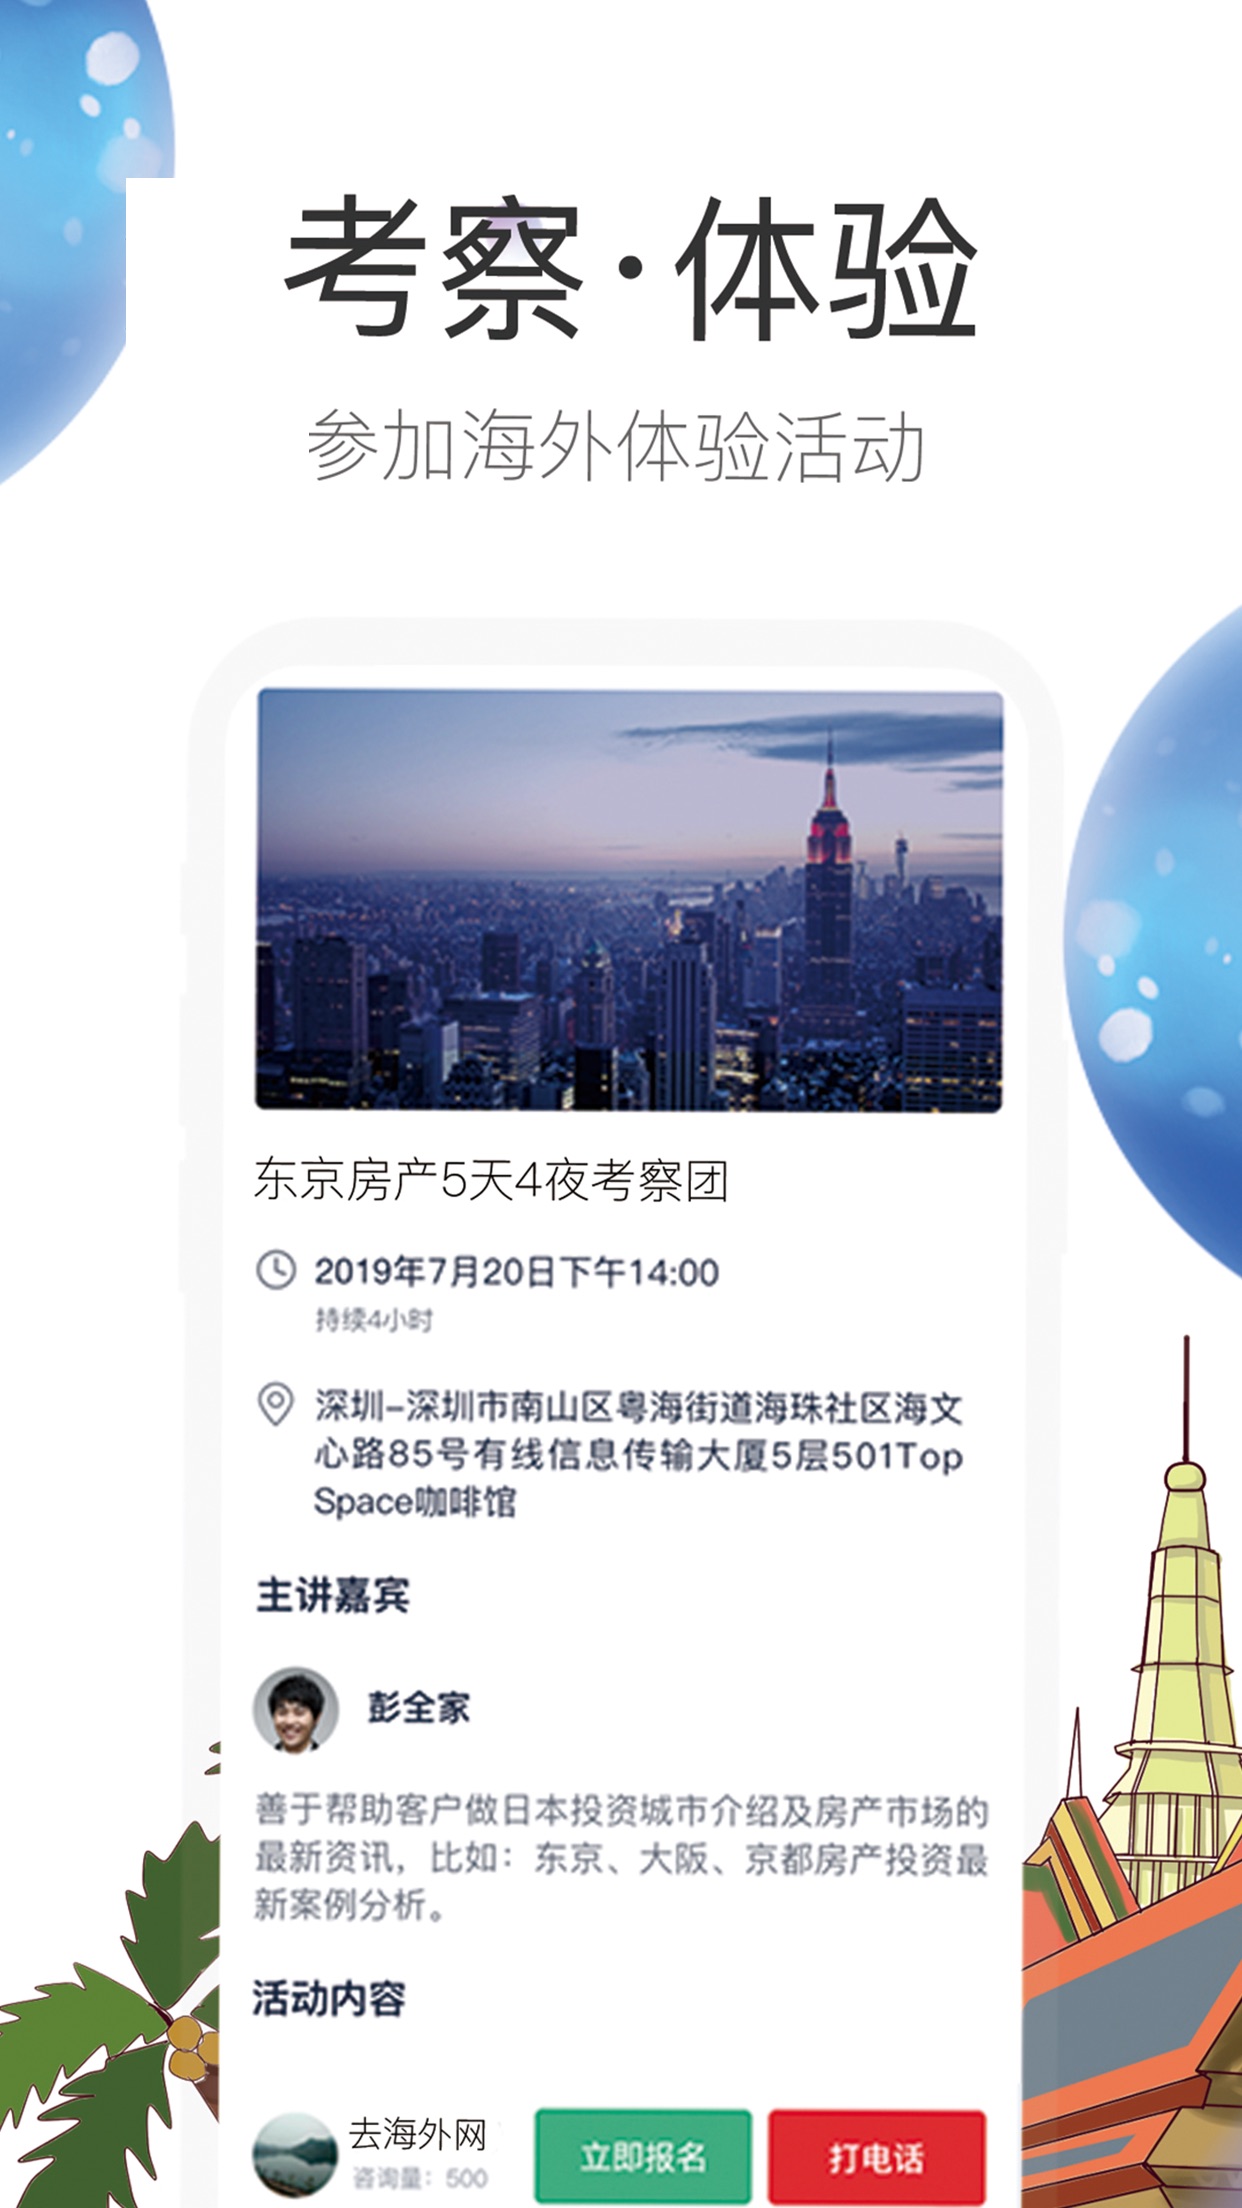 考察·体验
参加海外体验活动
东京房产5天4夜考察团
2019年7月20日下午14:00
持续4小时
深圳-深圳市南山区粤海街道海珠社区海文
心路85号有线信息传输大厦5层501Top
Space咖啡馆
主讲嘉宾
彭全家
善于帮助客户做日本投资城市介绍及房产市场的
最新资讯，比如：东京、大阪、京都房产投资最
新案例分析。
活动内容
去海外网
咨询量：500
立即报名
打电话